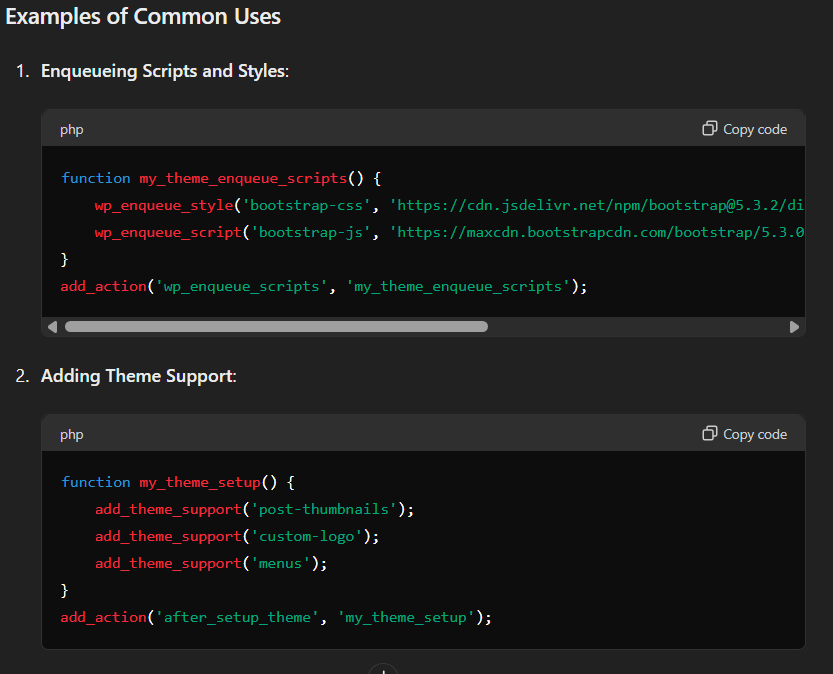 Examples of Common Uses
1. Enqueueing Scripts and Styles:
php
Copy code
function my_theme_enqueue_scripts() {
    wp_enqueue_style('bootstrap-css', 'https://cdn.jsdelivr.net/npm/bootstrap@5.3.2/di
    wp_enqueue_script('bootstrap-js', 'https://maxcdn.bootstrapcdn.com/bootstrap/5.3.0
}
add_action('wp_enqueue_scripts', 'my_theme_enqueue_scripts');
2. Adding Theme Support:
php
Copy code
function my_theme_setup() {
    add_theme_support('post-thumbnails');
    add_theme_support('custom-logo');
    add_theme_support('menus');
}
add_action('after_setup_theme', 'my_theme_setup');